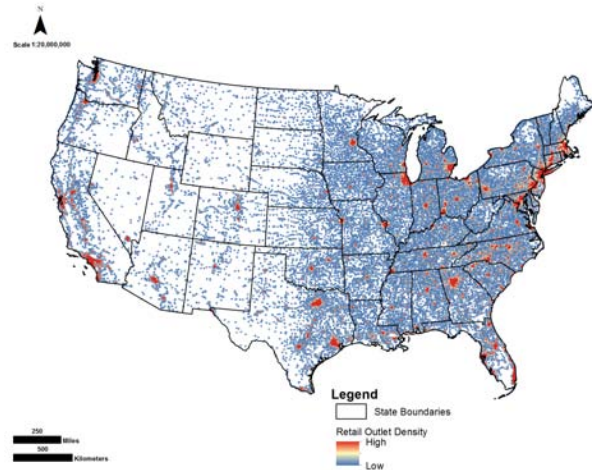 N
Scale 1:20,000,000
Legend
State Boundaries
Retail Outlet Density
High
Low
250
Miles
500
Kilometers